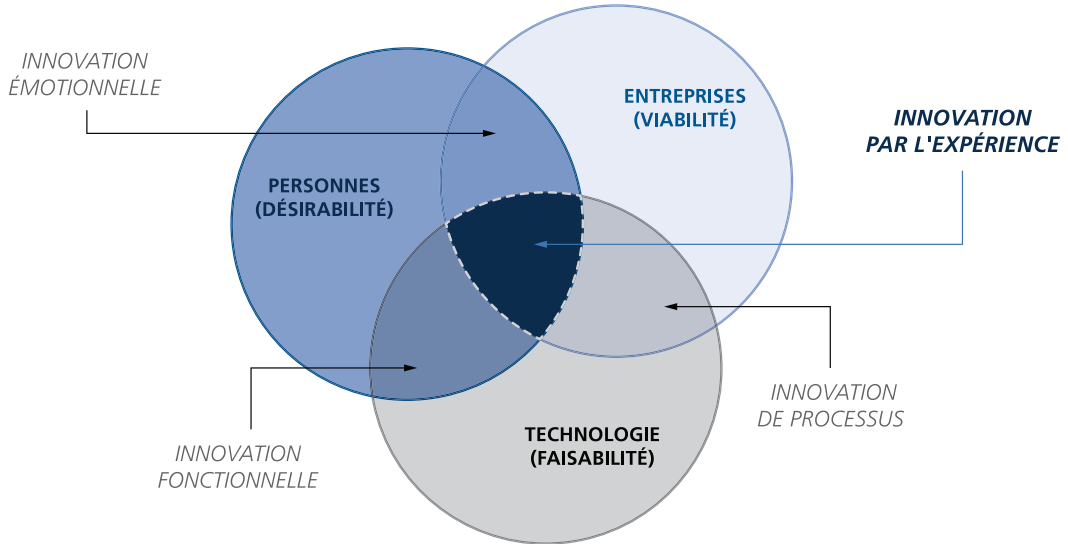 INNOVATION
ÉMOTIONNELLE
ENTREPRISES
(VIABILITÉ)
INNOVATION
PAR L'EXPÉRIENCE
PERSONNES
(DÉSIRABILITÉ)
INNOVATION
DE PROCESSUS
TECHNOLOGIE
(FAISABILITÉ)
INNOVATION
FONCTIONNELLE